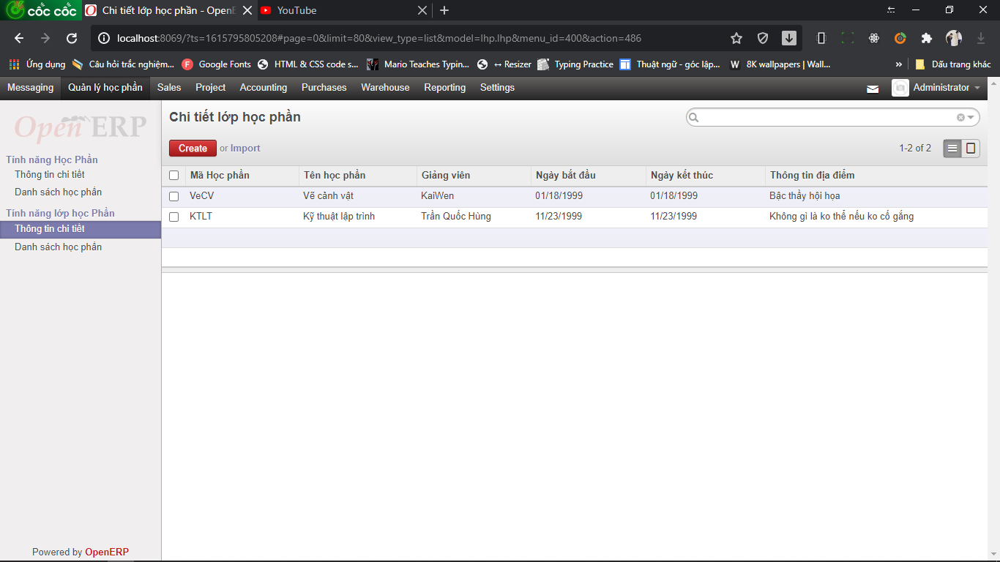 cốc cốc Chi tiết lớp học phần - OpenE YouTube
localhost:8069/?ts=1615795805208#page=0&limit=80&view_type=list&model=lhp.lhp&menu_id=400&action=486
Ứng dụng Câu hỏi trắc nghiệm... Google Fonts HTML & CSS code s... Mario Teaches Typin... ↔ Resizer Typing Practice Thuật ngữ - góc lập... 8K wallpapers | Wall... » Dấu trang khác
Messaging Quản lý học phần Sales Project Accounting Purchases Warehouse Reporting Settings Administrator
Open ERP
Chi tiết lớp học phần
Create or Import 1-2 of 2
Tính năng Học Phần
Thông tin chi tiết
Danh sách học phần
Tính năng lớp học Phần
Thông tin chi tiết
Danh sách học phần
Mã Học phần Tên học phần Giảng viên Ngày bắt đầu Ngày kết thúc Thông tin địa điểm
VeCV Vẽ cảnh vật KaiWen 01/18/1999 01/18/1999 Bậc thầy hội họa
KTLT Kỹ thuật lập trình Trần Quốc Hùng 11/23/1999 11/23/1999 Không gì là ko thể nếu ko cố gắng
Powered by OpenERP